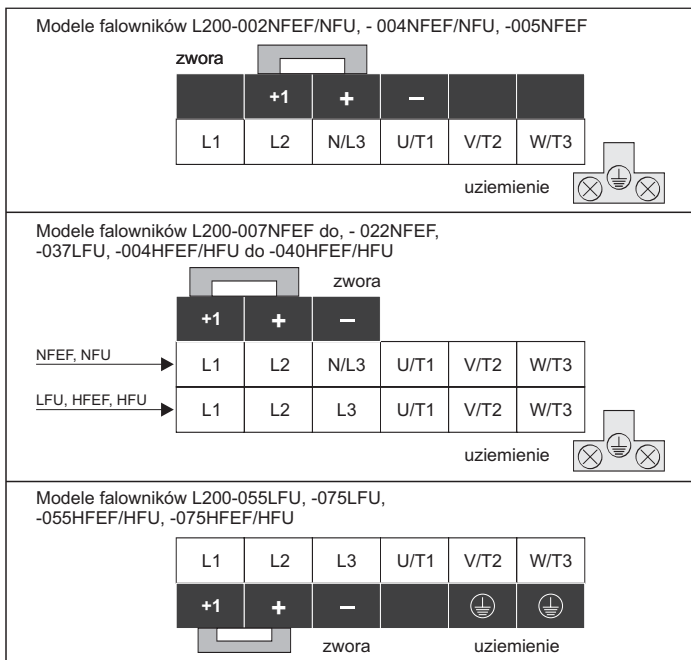 Modele falowników L200-002NFEF/NFU, - 004NFEF/NFU, -005NFEF
zwora
+1 + −
L1 L2 N/L3 U/T1 V/T2 W/T3
uziemienie
Modele falowników L200-007NFEF do, - 022NFEF,
-037LFU, -004HFEF/HFU do -040HFEF/HFU
zwora
+1 + −
NFEF, NFU L1 L2 N/L3 U/T1 V/T2 W/T3
LFU, HFEF, HFU L1 L2 L3 U/T1 V/T2 W/T3
uziemienie
Modele falowników L200-055LFU, -075LFU,
-055HFEF/HFU, -075HFEF/HFU
L1 L2 L3 U/T1 V/T2 W/T3
+1 + −
zwora uziemienie